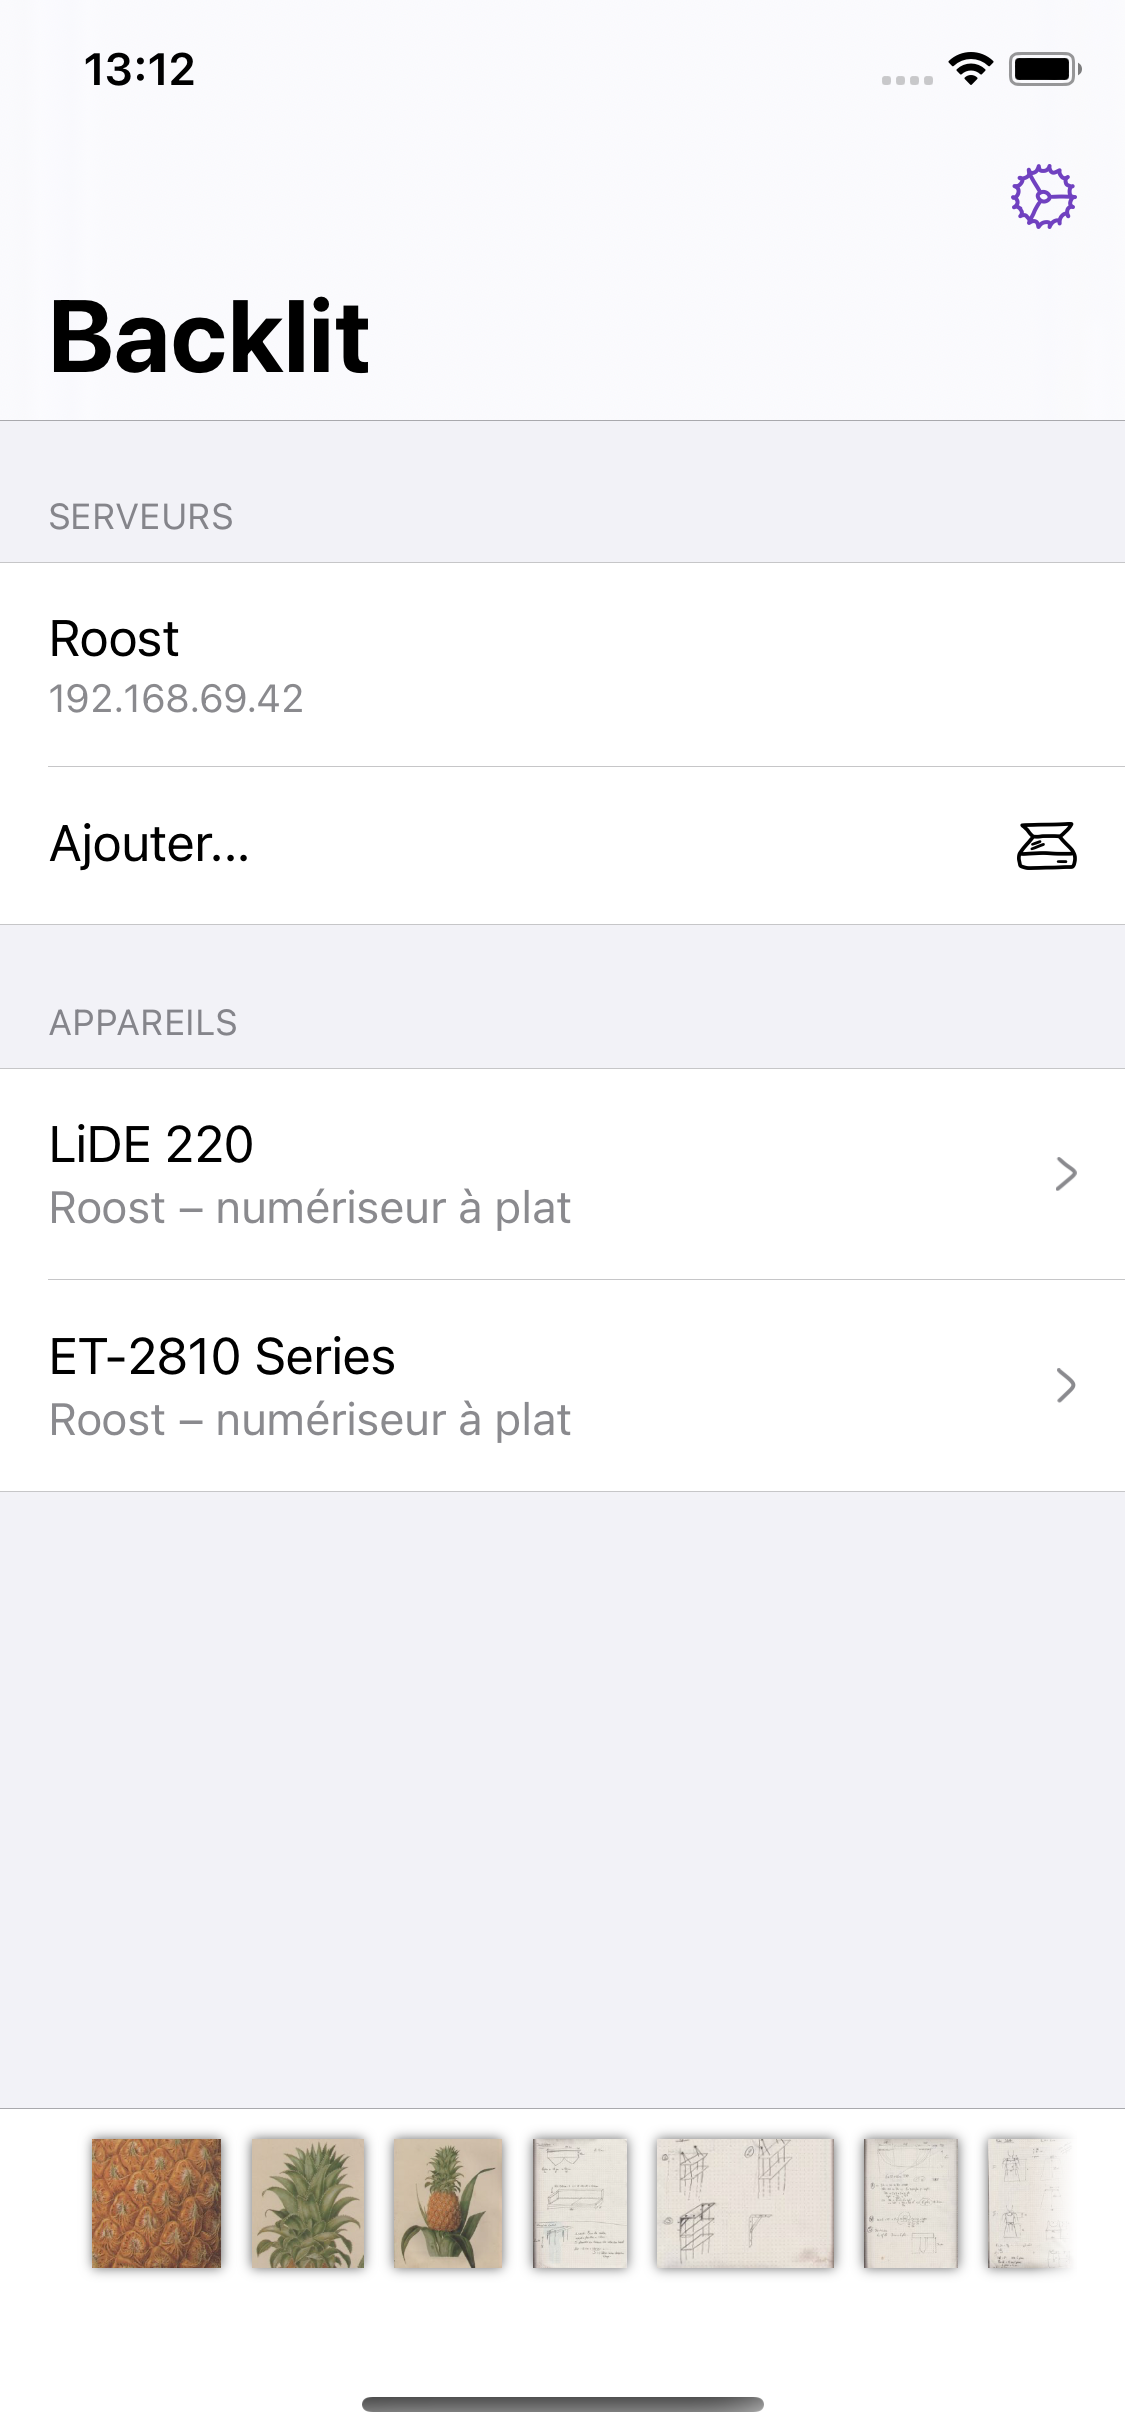 13:12
Backlit
SERVEURS
Roost
192.168.69.42
Ajouter...
APPAREILS
LiDE 220
Roost – numériseur à plat
ET-2810 Series
Roost – numériseur à plat